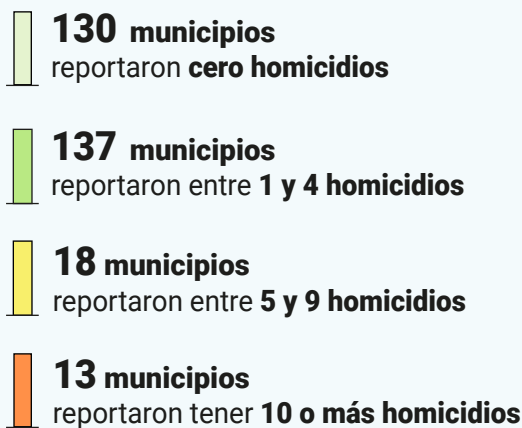 130 municipios
reportaron cero homicidios
137 municipios
reportaron entre 1 y 4 homicidios
18 municipios
reportaron entre 5 y 9 homicidios
13 municipios
reportaron tener 10 o más homicidios